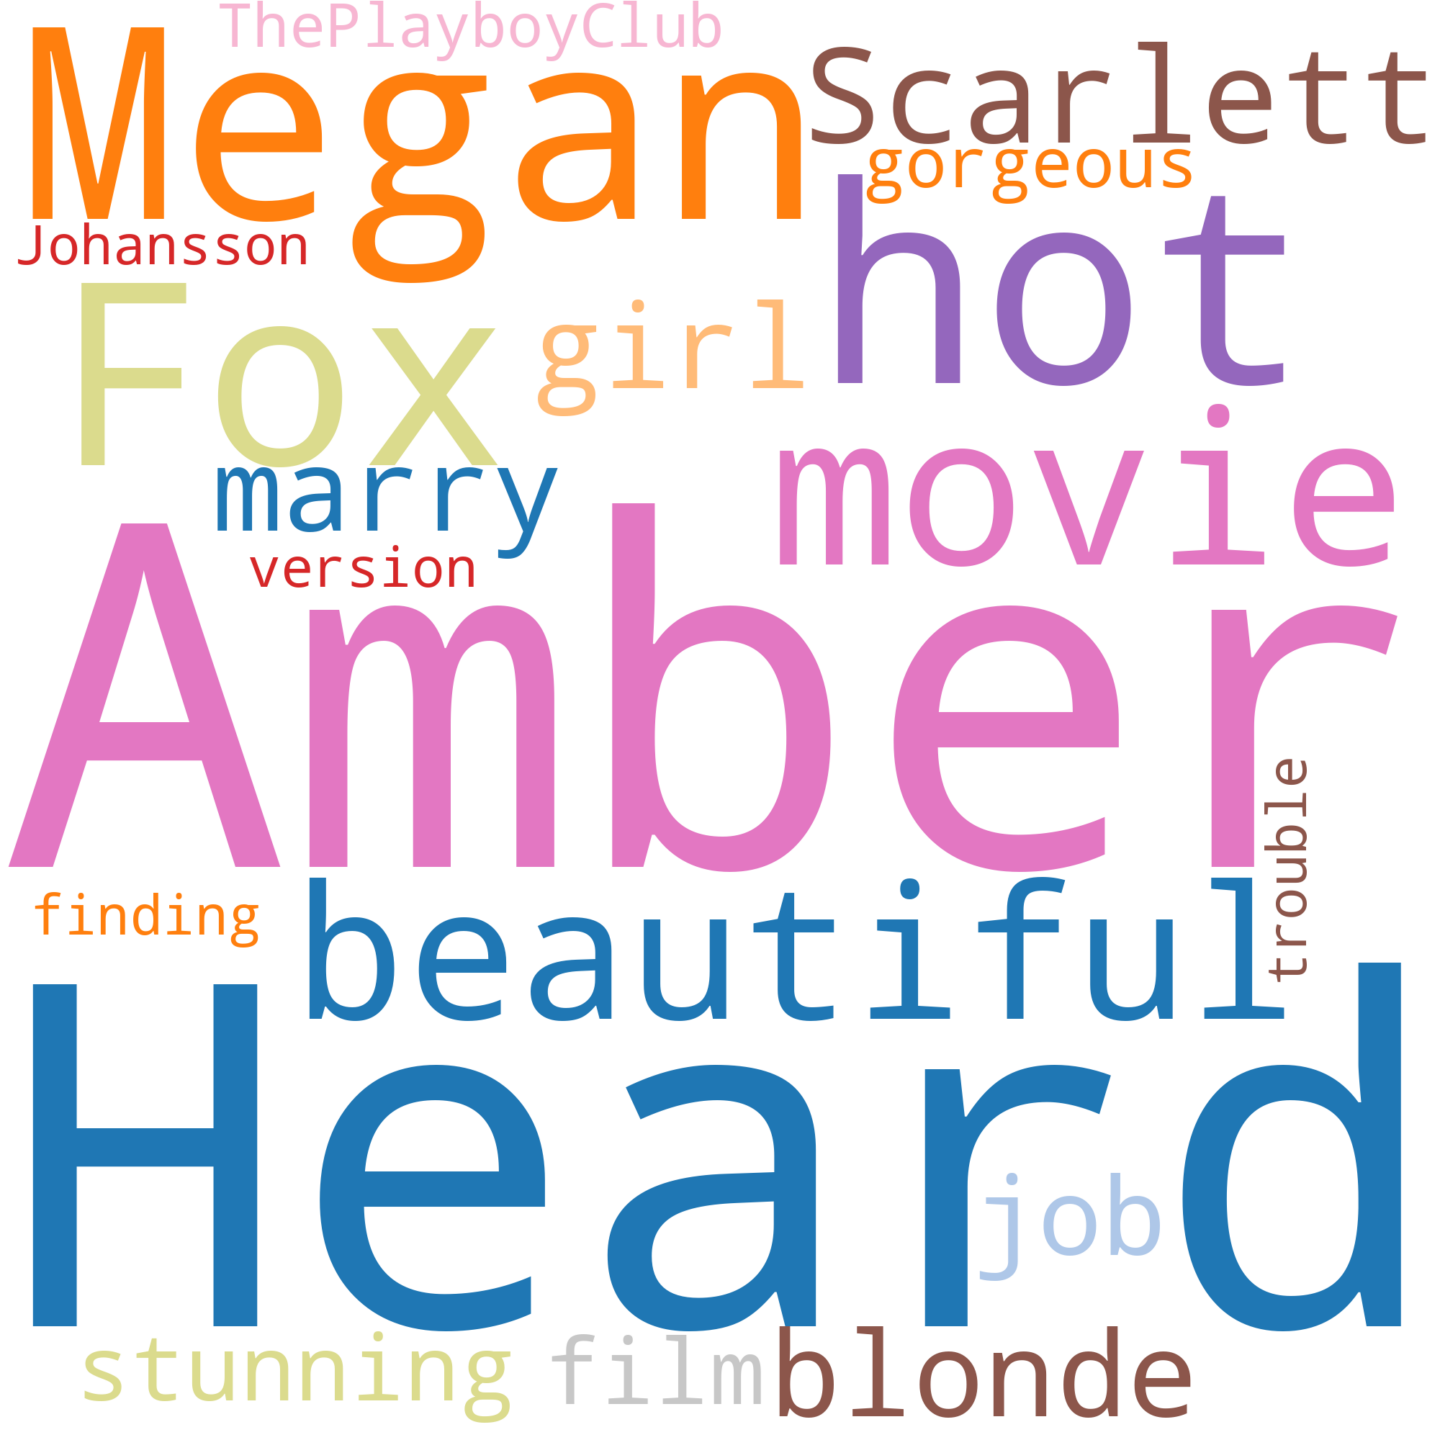 ThePlayboyClub
Megan
Scarlett
gorgeous
Johansson
hot
Fox
girl
marry
movie
version
Amber
trouble
finding
beautiful
Heard
job
stunning
film
blonde